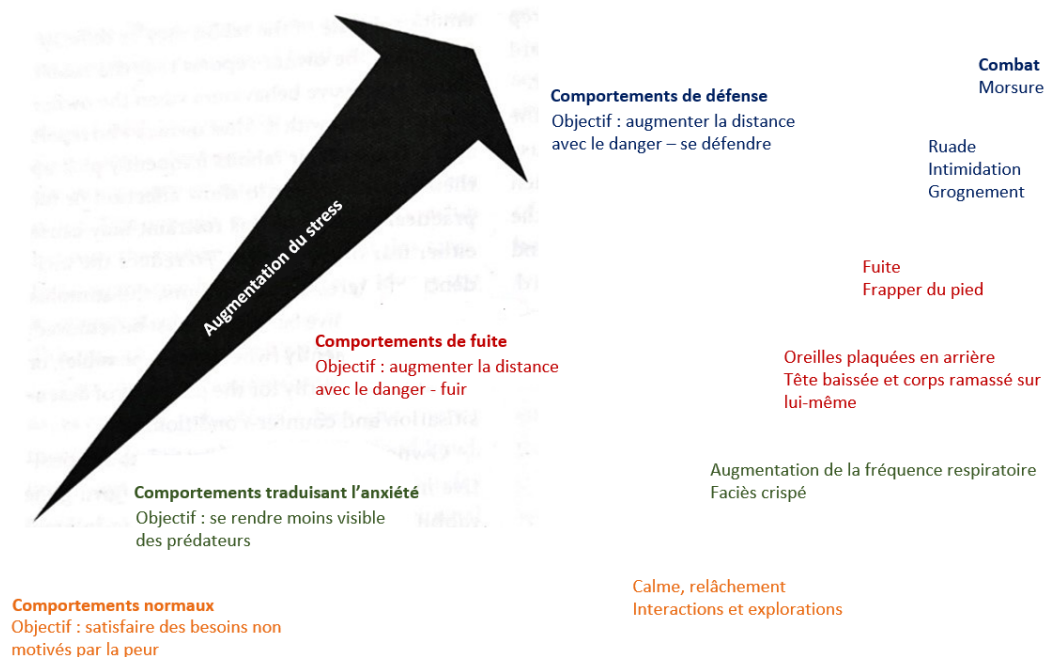 Combat
Morsure
Comportements de défense
Objectif : augmenter la distance
avec le danger – se défendre
Ruade
Intimidation
Grognement
Augmentation du stress
Fuite
Frapper du pied
Comportements de fuite
Objectif : augmenter la distance
avec le danger - fuir
Oreilles plaquées en arrière
Tête baissée et corps ramassé sur
lui-même
Comportements traduisant l’anxiété
Objectif : se rendre moins visible
des prédateurs
Augmentation de la fréquence respiratoire
Faciès crispé
Calme, relâchement
Interactions et explorations
Comportements normaux
Objectif : satisfaire des besoins non
motivés par la peur